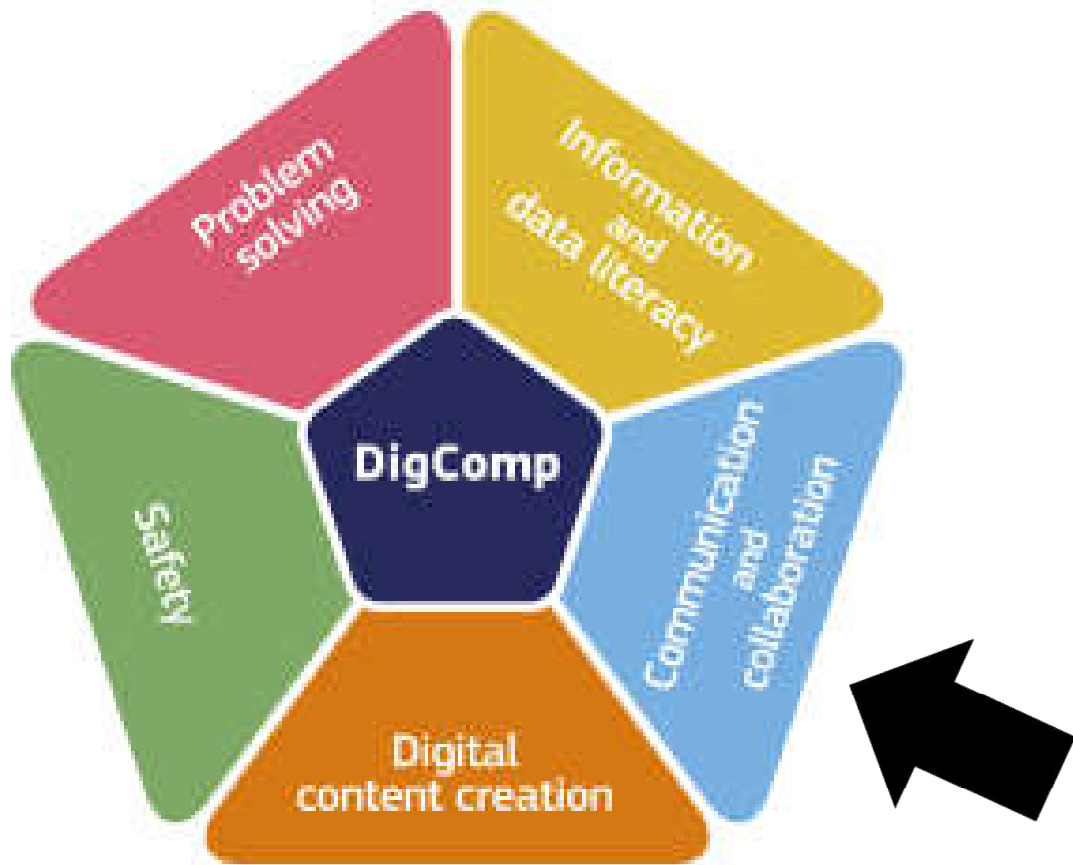 Problem
solving
Information
and
data literacy
DigComp
Safety
Communication
and
collaboration
Digital
content creation